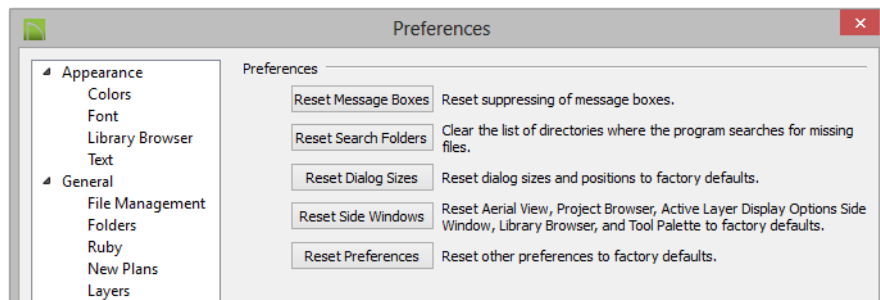 Preferences
Appearance
Colors
Font
Library Browser
Text
General
File Management
Folders
Ruby
New Plans
Layers
Preferences
Reset Message Boxes Reset suppressing of message boxes.
Reset Search Folders Clear the list of directories where the program searches for missing
files.
Reset Dialog Sizes Reset dialog sizes and positions to factory defaults.
Reset Side Windows Reset Aerial View, Project Browser, Active Layer Display Options Side
Window, Library Browser, and Tool Palette to factory defaults.
Reset Preferences Reset other preferences to factory defaults.